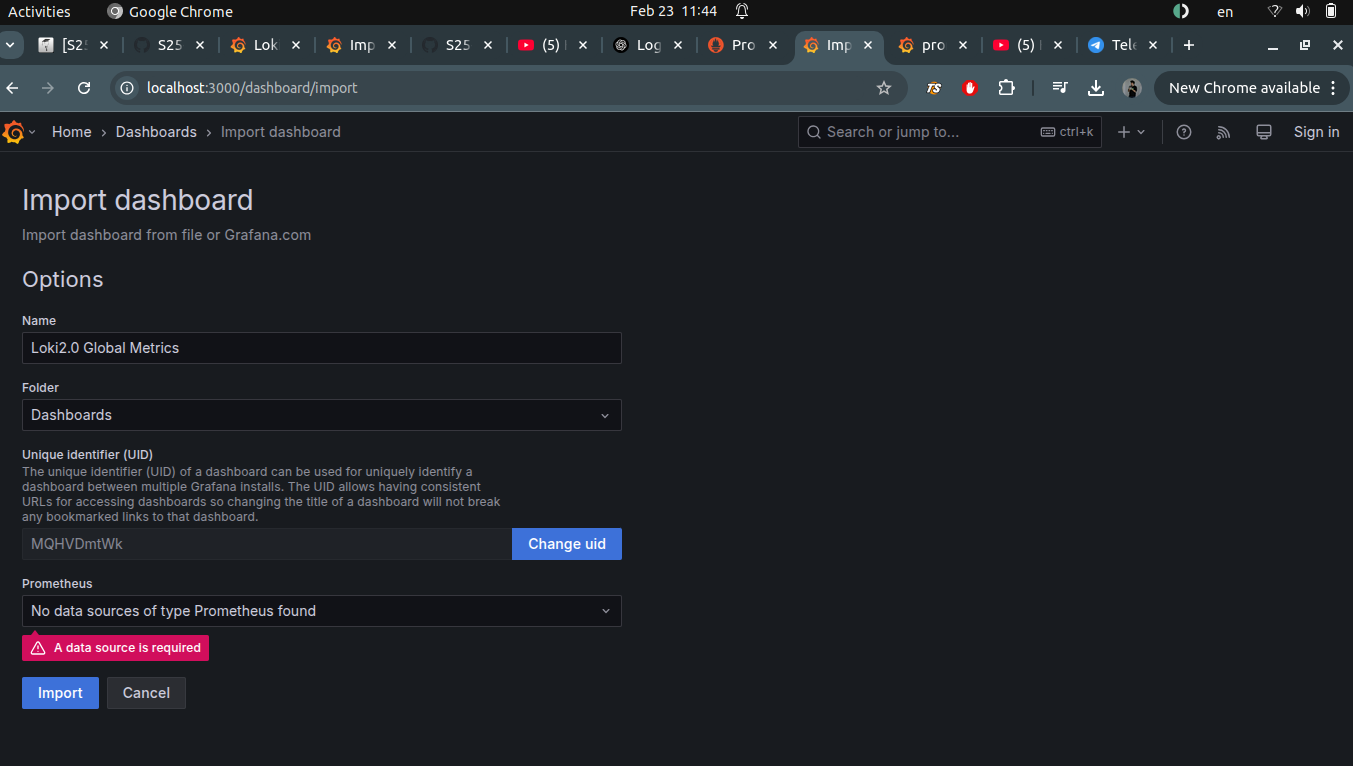 Activities Google Chrome Feb 23 11:44 en
[S2 S25 Lok Imp S25 (5) Log Pro Imp pro (5) Tele
localhost:3000/dashboard/import New Chrome available
Home › Dashboards › Import dashboard Search or jump to... ctrl+k Sign in
Import dashboard
Import dashboard from file or Grafana.com
Options
Name
Loki2.0 Global Metrics
Folder
Dashboards
Unique identifier (UID)
The unique identifier (UID) of a dashboard can be used for uniquely identify a
dashboard between multiple Grafana installs. The UID allows having consistent
URLs for accessing dashboards so changing the title of a dashboard will not break
any bookmarked links to that dashboard.
MQHVDmtWk Change uid
Prometheus
No data sources of type Prometheus found
A data source is required
Import Cancel